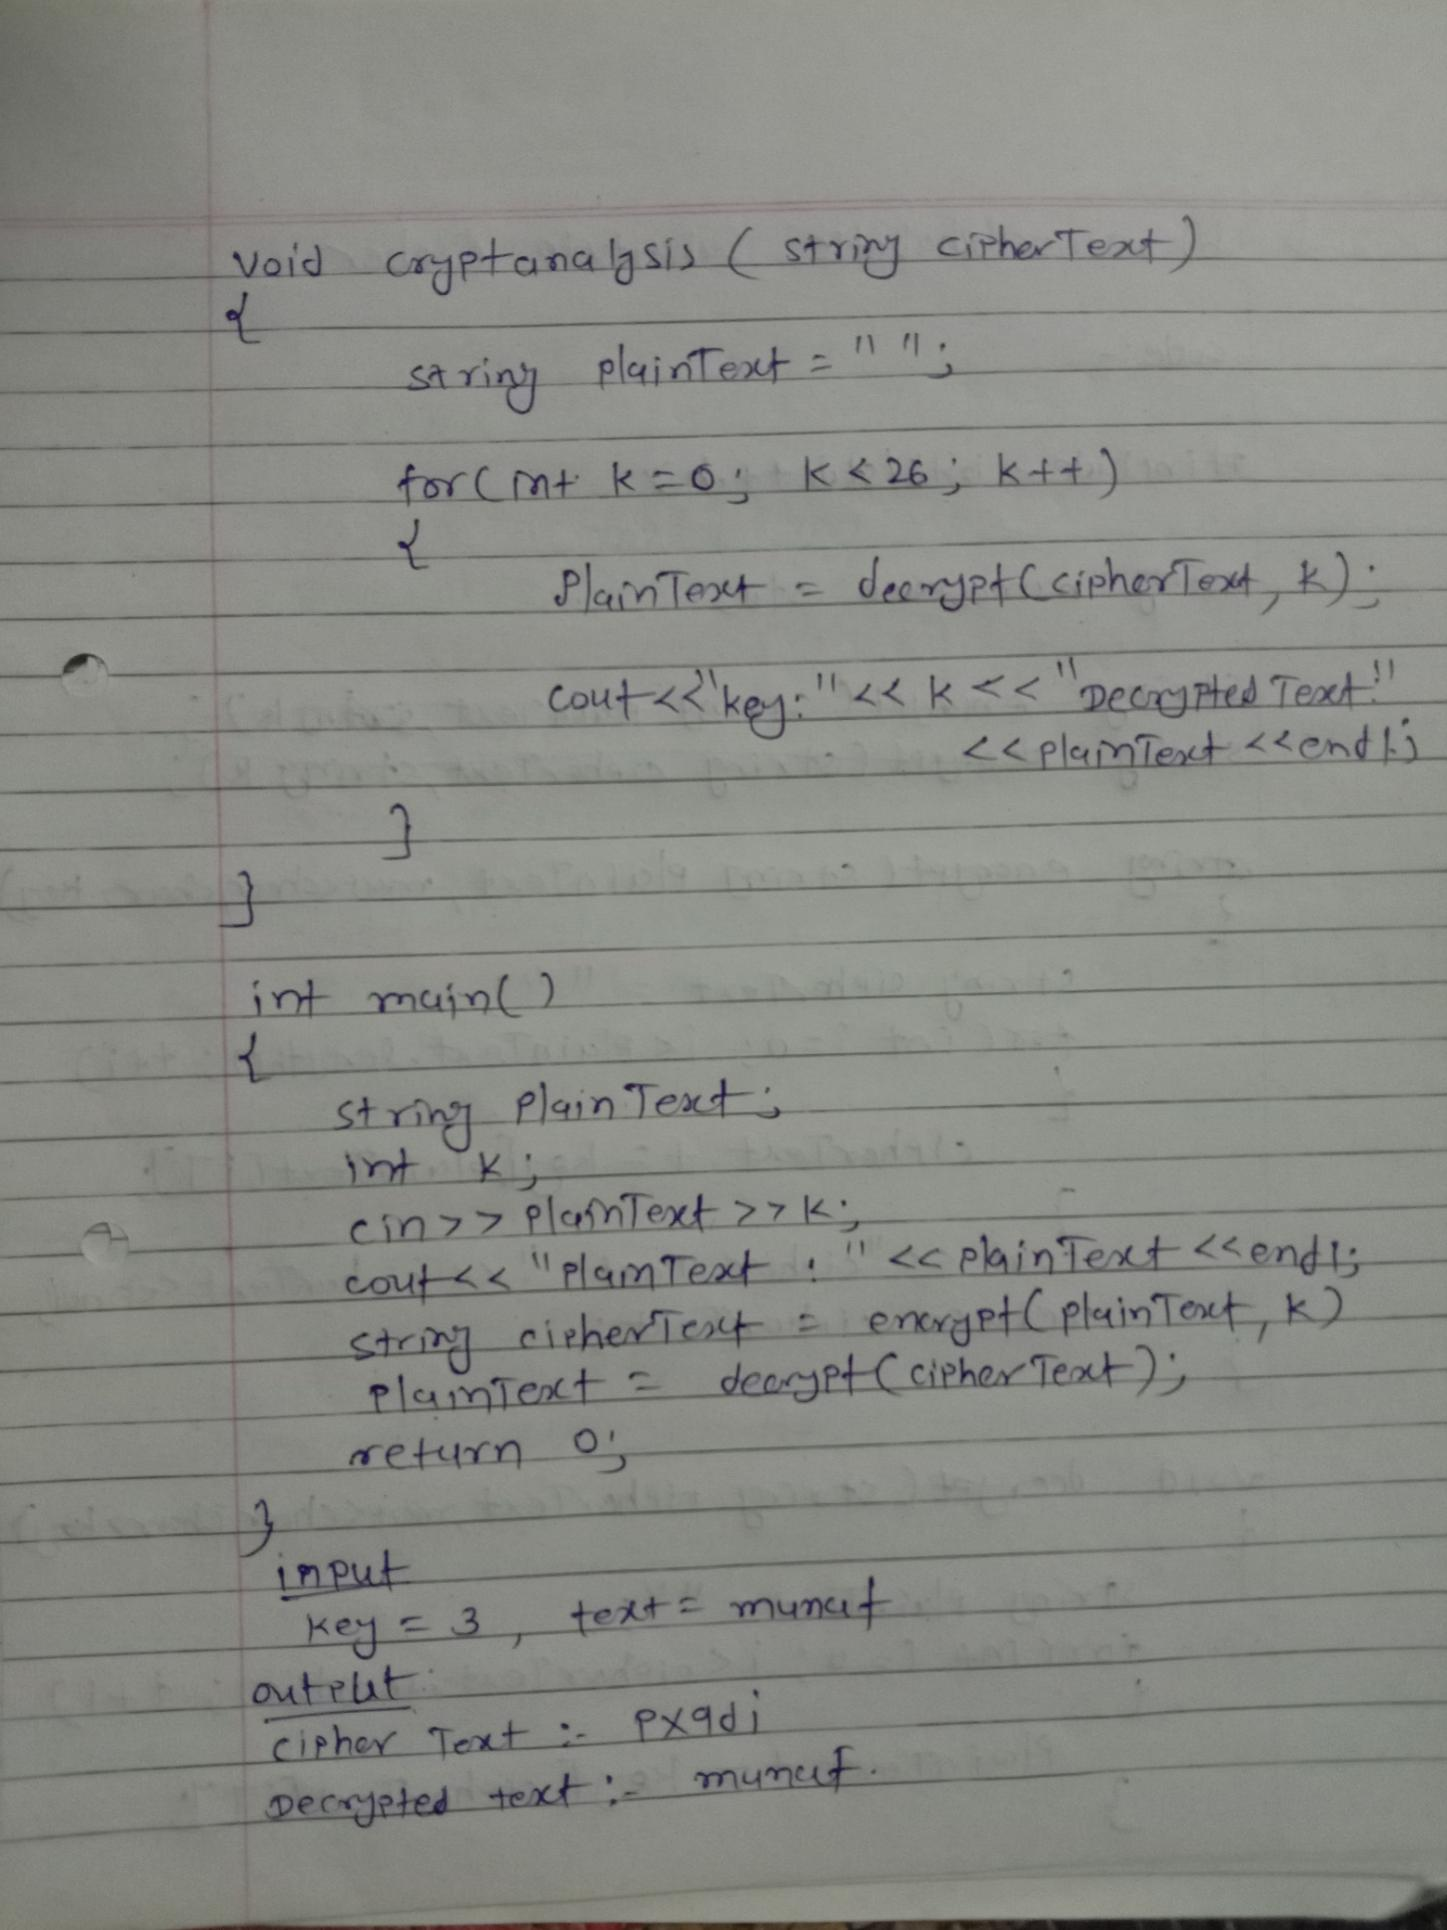 void cryptanalysis ( string cipherText)
{
string plainText = " ";
for(int k=0; k<26; k++)
{
PlainText = decrypt(cipherText, k);
cout<<"key:"<< k <<"Decrypted Text:"
<<plainText <<endl;
}
}
int main()
{
string plainText;
int k;
cin>>plainText>>k;
cout<< "plainText : " <<plainText <<endl;
string cipherText = encrypt(plainText, k)
plainText = decrypt(cipherText);
return 0;
}
input
key = 3, text= munaf
output
cipher Text :- pxqdi
Decrypted text :- munaf.